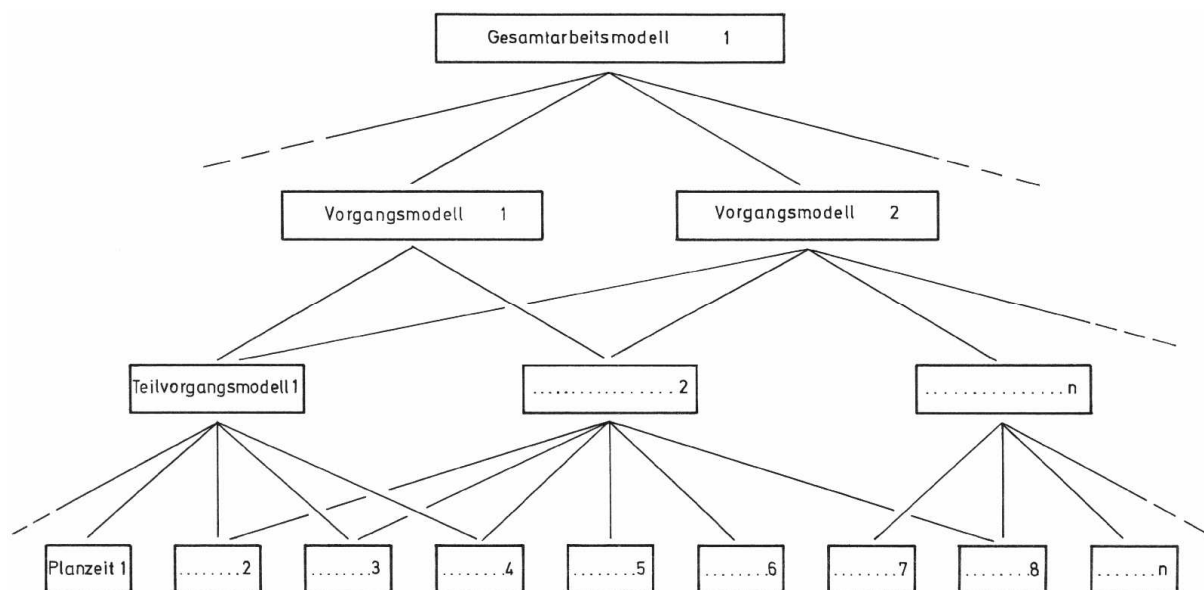 Gesamtarbeitsmodell 1
Vorgangsmodell 1
Vorgangsmodell 2
Teilvorgangsmodell 1
................2
................n
Planzeit 1
........2
........3
........4
........5
........6
........7
........8
........n